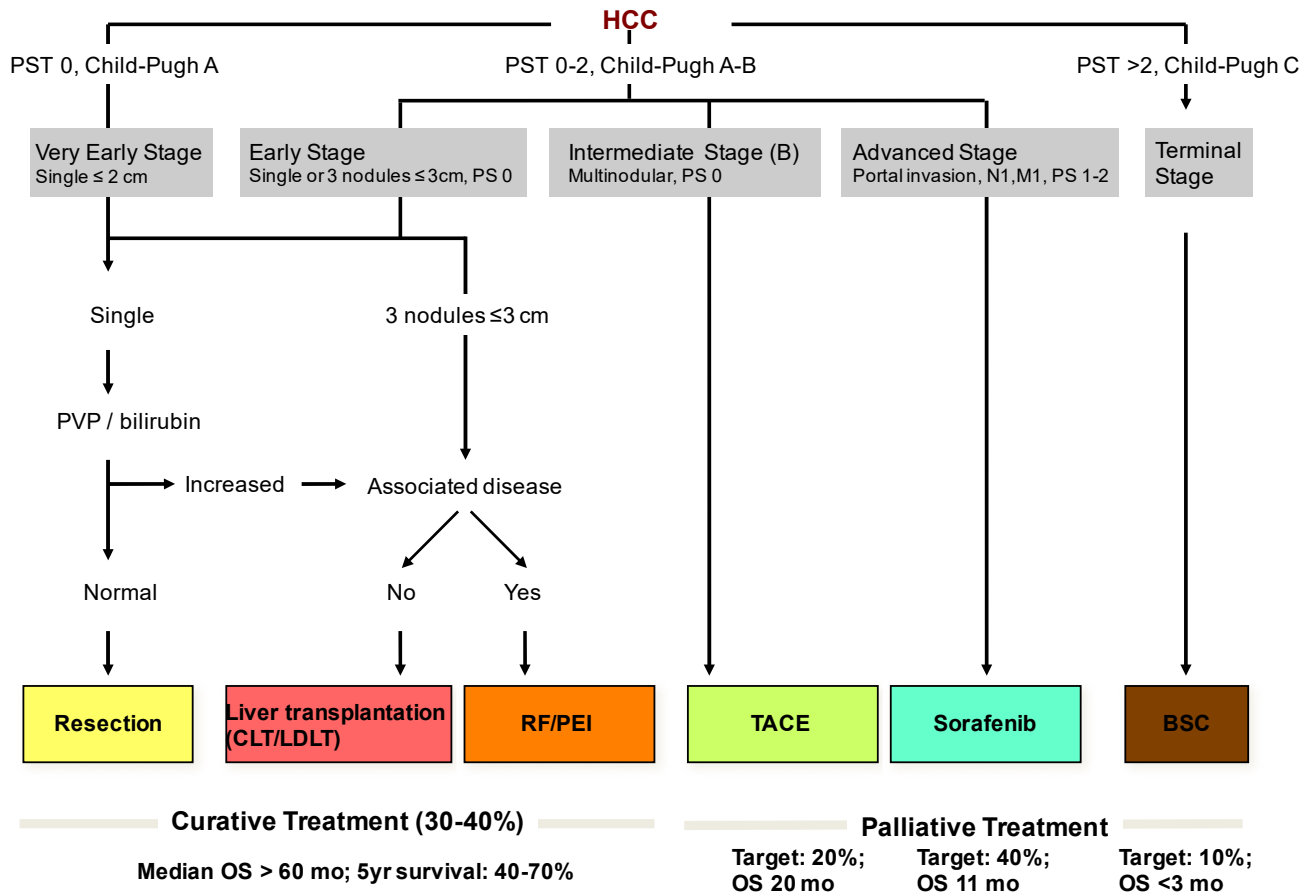 HCC
PST 0, Child-Pugh A
PST 0-2, Child-Pugh A-B
PST >2, Child-Pugh C
Very Early Stage
Single ≤ 2 cm
Early Stage
Single or 3 nodules ≤ 3cm, PS 0
Intermediate Stage (B)
Multinodular, PS 0
Advanced Stage
Portal invasion, N1,M1, PS 1-2
Terminal
Stage
Single
3 nodules ≤3 cm
PVP / bilirubin
Increased
Associated disease
Normal
No
Yes
Resection
Liver transplantation
(CLT/LDLT)
RF/PEI
TACE
Sorafenib
BSC
Curative Treatment (30-40%)
Palliative Treatment
Median OS > 60 mo; 5yr survival: 40-70%
Target: 20%;
OS 20 mo
Target: 40%;
OS 11 mo
Target: 10%;
OS <3 mo